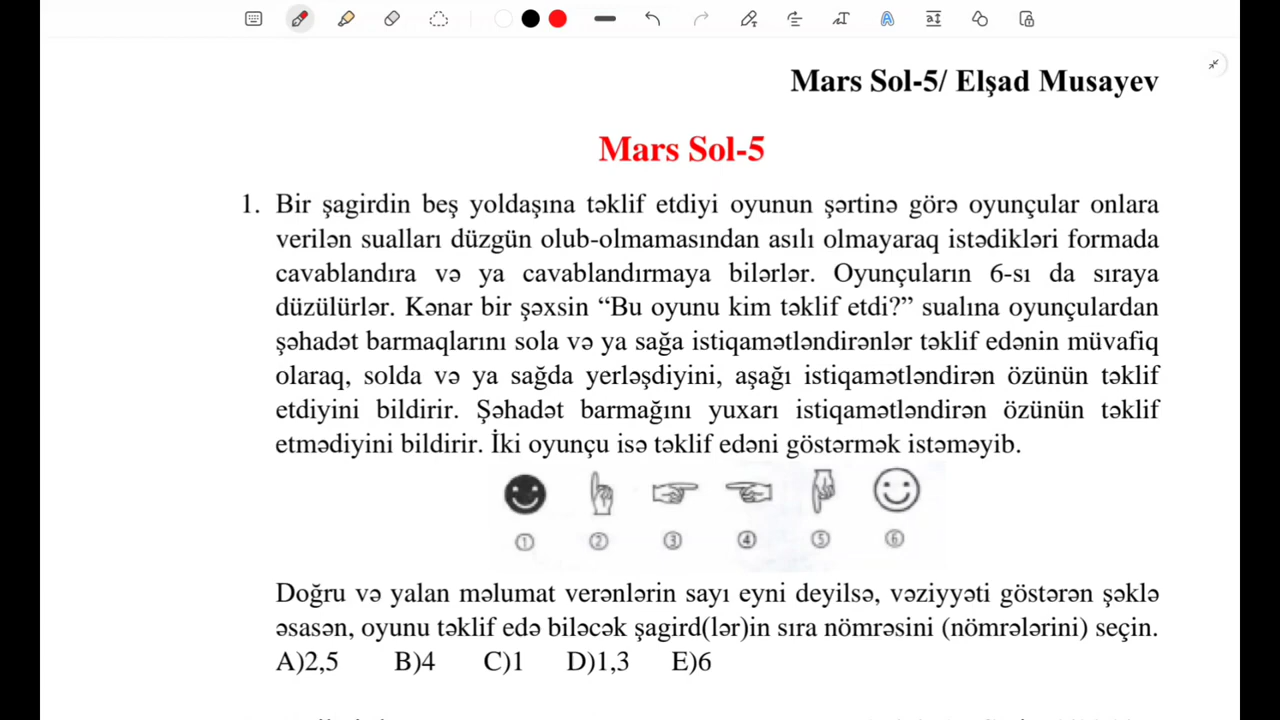 Mars Sol-5/ Elşad Musayev
Mars Sol-5
1. Bir şagirdin beş yoldaşına təklif etdiyi oyunun şərtinə görə oyunçular onlara
verilən sualları düzgün olub-olmamasından asılı olmayaraq istədikləri formada
cavablandıra və ya cavablandırmaya bilərlər. Oyunçuların 6-sı da sıraya
düzülürlər. Kənar bir şəxsin “Bu oyunu kim təklif etdi?” sualına oyunçulardan
şəhadət barmaqlarını sola və ya sağa istiqamətləndirənlər təklif edənin müvafiq
olaraq, solda və ya sağda yerləşdiyini, aşağı istiqamətləndirən özünün təklif
etdiyini bildirir. Şəhadət barmağını yuxarı istiqamətləndirən özünün təklif
etmədiyini bildirir. İki oyunçu isə təklif edəni göstərmək istəməyib.
① ② ③ ④ ⑤ ⑥
Doğru və yalan məlumat verənlərin sayı eyni deyilsə, vəziyyəti göstərən şəklə
əsasən, oyunu təklif edə biləcək şagird(lər)in sıra nömrəsini (nömrələrini) seçin.
A)2,5 B)4 C)1 D)1,3 E)6